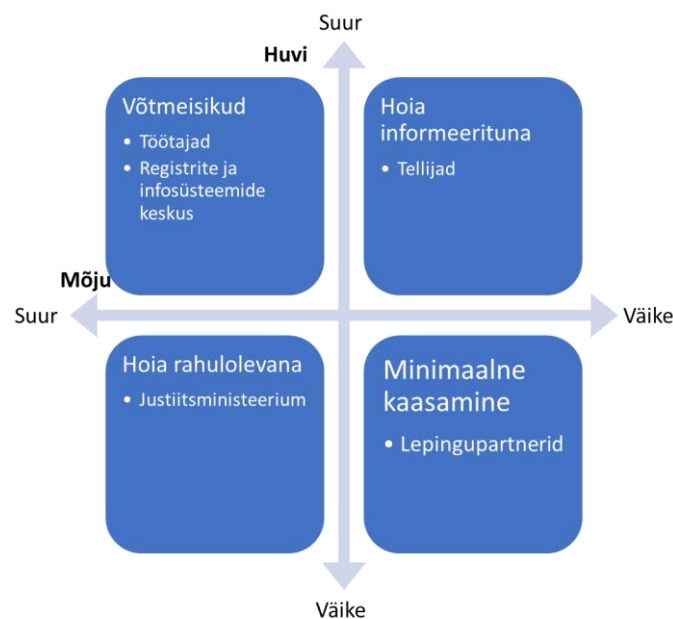 Suur
Huvi
Võtmeisikud
• Töötajad
• Registrite ja
infosüsteemide
keskus
Hoia
informeerituna
• Tellijad
Mõju
Suur
Väike
Hoia rahulolevana
• Justiitsministeerium
Minimaalne
kaasamine
• Lepingupartnerid
Väike